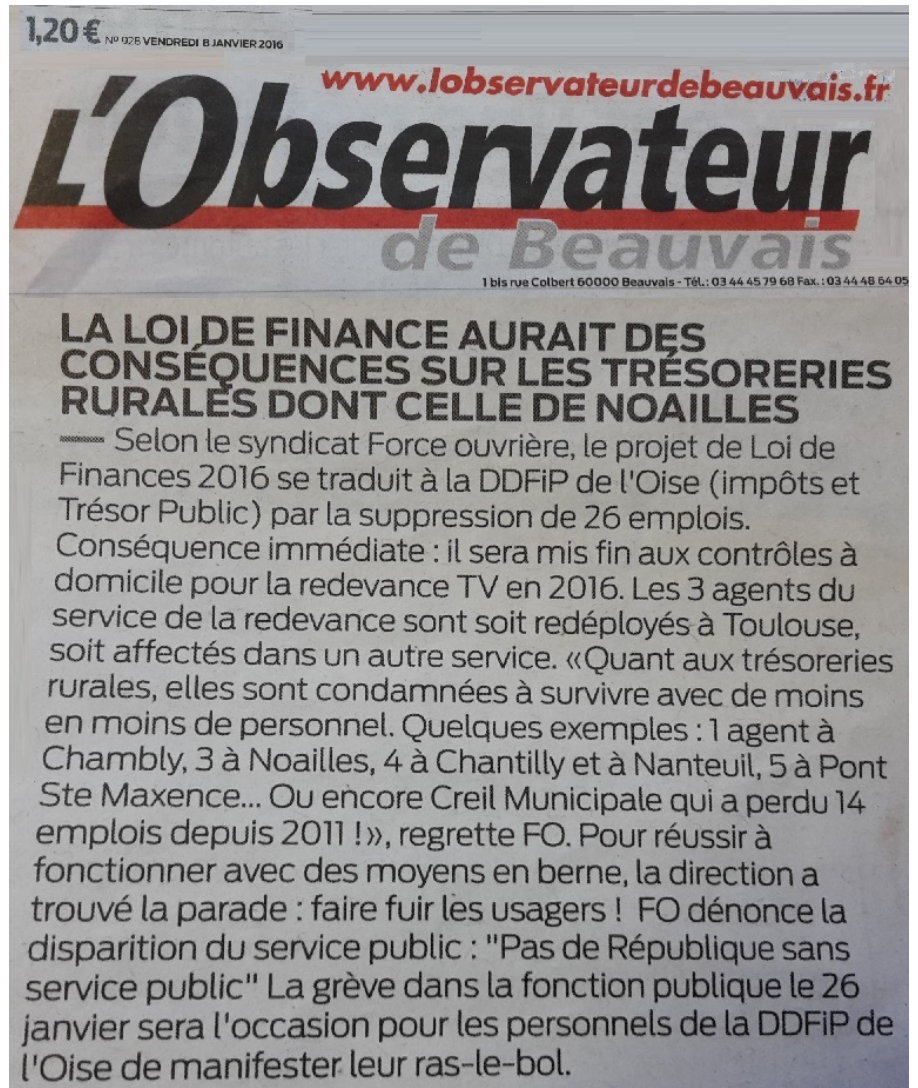 1,20 €
N° 928 VENDREDI 8 JANVIER 2016
www.lobservateurdebeauvais.fr
L'Observateur
de Beauvais
1 bis rue Colbert 60000 Beauvais - Tél. : 03 44 45 79 68 Fax. : 03 44 48 64 05
LA LOI DE FINANCE AURAIT DES
CONSÉQUENCES SUR LES TRÉSORERIES
RURALES DONT CELLE DE NOAILLES
— Selon le syndicat Force ouvrière, le projet de Loi de
Finances 2016 se traduit à la DDFiP de l'Oise (impôts et
Trésor Public) par la suppression de 26 emplois.
Conséquence immédiate : il sera mis fin aux contrôles à
domicile pour la redevance TV en 2016. Les 3 agents du
service de la redevance sont soit redéployés à Toulouse,
soit affectés dans un autre service. «Quant aux trésoreries
rurales, elles sont condamnées à survivre avec de moins
en moins de personnel. Quelques exemples : 1 agent à
Chambly, 3 à Noailles, 4 à Chantilly et à Nanteuil, 5 à Pont
Ste Maxence... Ou encore Creil Municipale qui a perdu 14
emplois depuis 2011 !», regrette FO. Pour réussir à
fonctionner avec des moyens en berne, la direction a
trouvé la parade : faire fuir les usagers ! FO dénonce la
disparition du service public : "Pas de République sans
service public" La grève dans la fonction publique le 26
janvier sera l'occasion pour les personnels de la DDFiP de
l'Oise de manifester leur ras-le-bol.